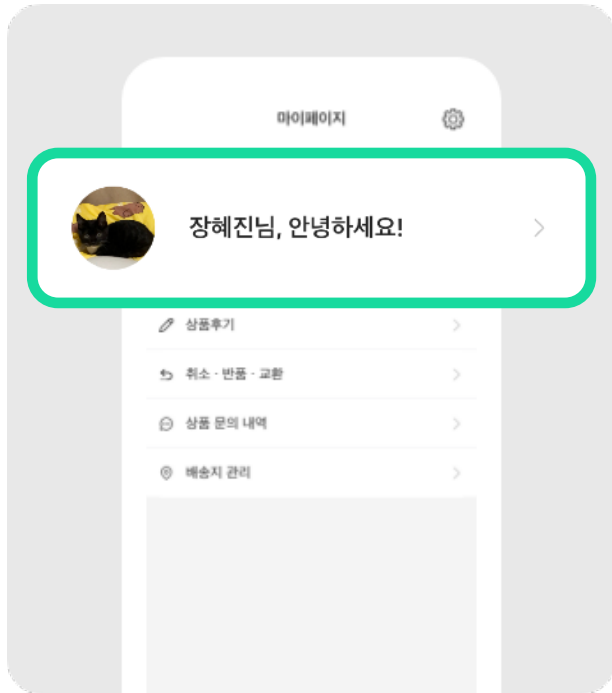 마이페이지
장혜진님, 안녕하세요!
상품후기
취소 · 반품 · 교환
상품 문의 내역
배송지 관리